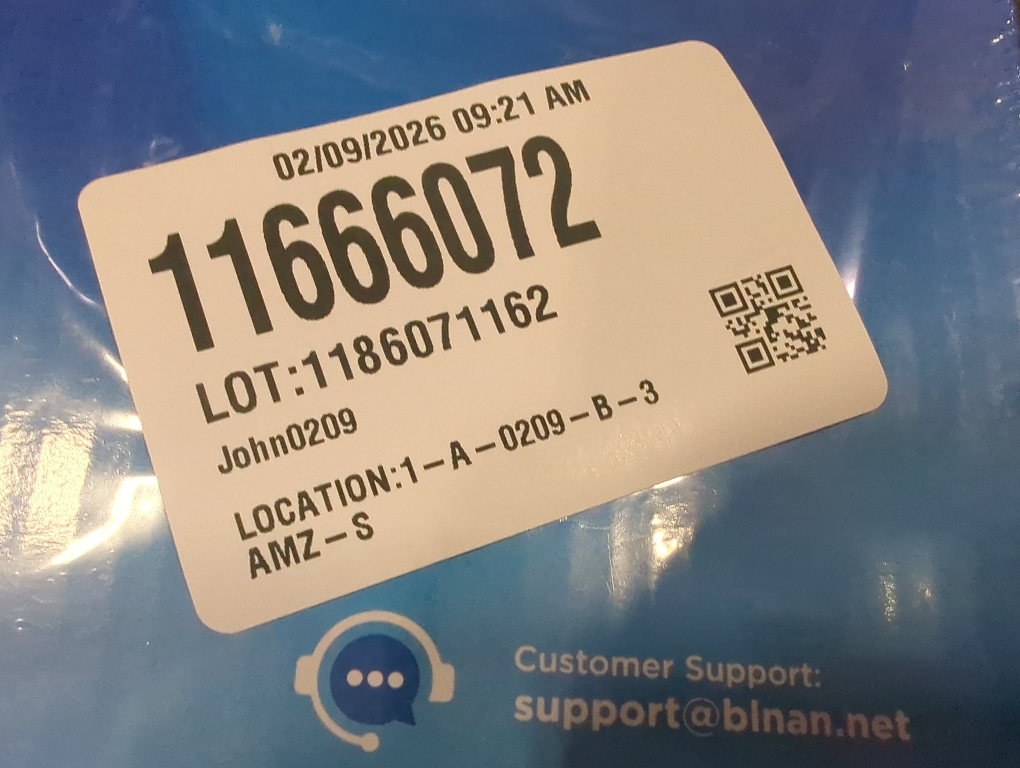 02/09/2026 09:21 AM
11666072
LOT:1186071162
John0209
LOCATION:1-A-0209-B-3
AMZ-S
Customer Support:
support@blnan.net